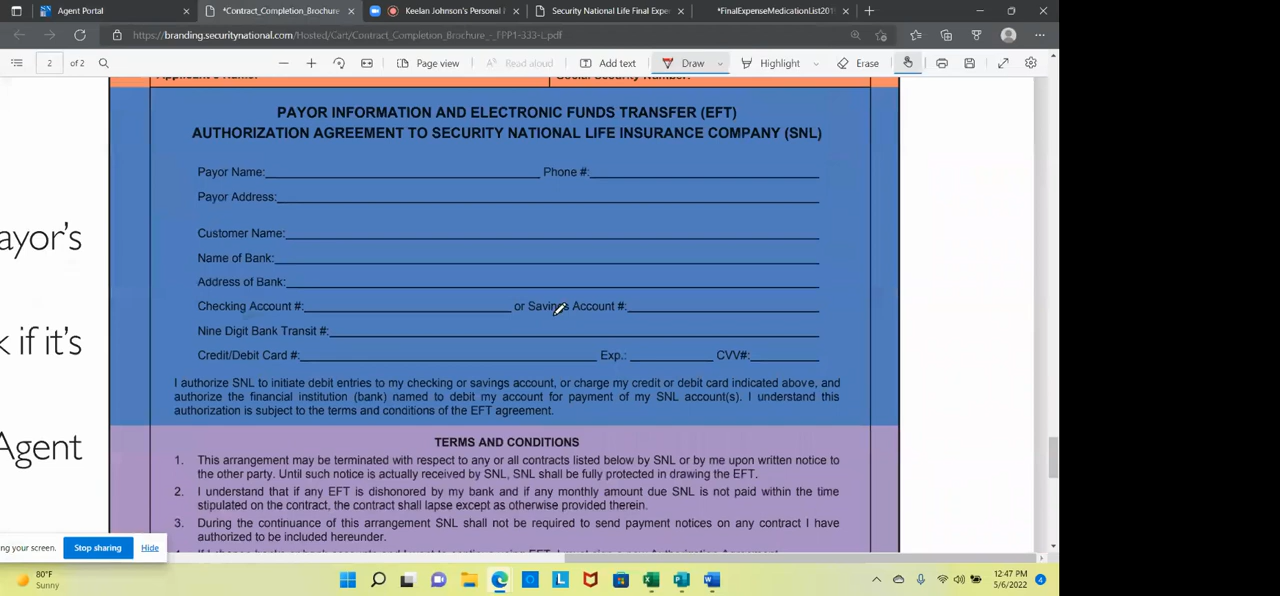 Agent Portal
*Contract_Completion_Brochure
Keelan Johnson's Personal
Security National Life Final Expe
*FinalExpenseMedicationList201
https://branding.securitynational.com/Hosted/Cart/Contract_Completion_Brochure_-_FPP1-333-L.pdf
2 of 2
Page view
Read aloud
Add text
Draw
Highlight
Erase
Applicant's Name:
Social Security Number:
PAYOR INFORMATION AND ELECTRONIC FUNDS TRANSFER (EFT)
AUTHORIZATION AGREEMENT TO SECURITY NATIONAL LIFE INSURANCE COMPANY (SNL)
Payor Name: Phone #:
Payor Address:
Customer Name:
Name of Bank:
Address of Bank:
Checking Account #: or Savings Account #:
Nine Digit Bank Transit #:
Credit/Debit Card #: Exp.: CVV#:
I authorize SNL to initiate debit entries to my checking or savings account, or charge my credit or debit card indicated above, and
authorize the financial institution (bank) named to debit my account for payment of my SNL account(s). I understand this
authorization is subject to the terms and conditions of the EFT agreement.
TERMS AND CONDITIONS
1. This arrangement may be terminated with respect to any or all contracts listed below by SNL or by me upon written notice to
the other party. Until such notice is actually received by SNL, SNL shall be fully protected in drawing the EFT.
2. I understand that if any EFT is dishonored by my bank and if any monthly amount due SNL is not paid within the time
stipulated on the contract, the contract shall lapse except as otherwise provided therein.
3. During the continuance of this arrangement SNL shall not be required to send payment notices on any contract I have
authorized to be included hereunder.
ayor's
k if it's
Agent
ng your screen.
Stop sharing
Hide
80°F
Sunny
12:47 PM
5/6/2022
4